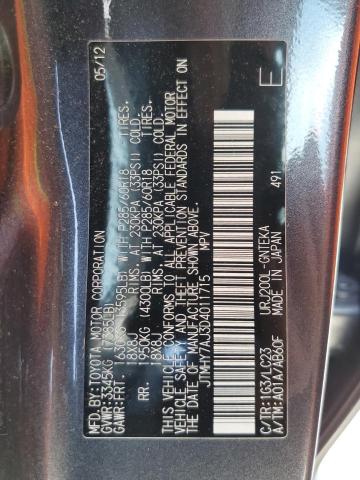 MFD.BY:TOYOTA MOTOR CORPORATION 05/12
GVWR:3345KG (7385LB)
GAWR:FRT. 1630KG (3595LB) WITH P285/60R18 TIRES,
18X8J RIMS, AT 230KPA (33PSI) COLD.
RR. 1950KG (4300LB) WITH P285/60R18 TIRES,
18X8J RIMS, AT 230KPA (33PSI) COLD.
THIS VEHICLE CONFORMS TO ALL APPLICABLE FEDERAL MOTOR
VEHICLE SAFETY, BUMPER, AND THEFT PREVENTION STANDARDS IN EFFECT
ON THE DATE OF MANUFACTURE SHOWN ABOVE.
JTMHY7AJ3D4011715 MPV
C/TR:1G3/LC23 URJ200L-GNTEKA
A/TM:A01A/AB60F MADE IN JAPAN
491
E